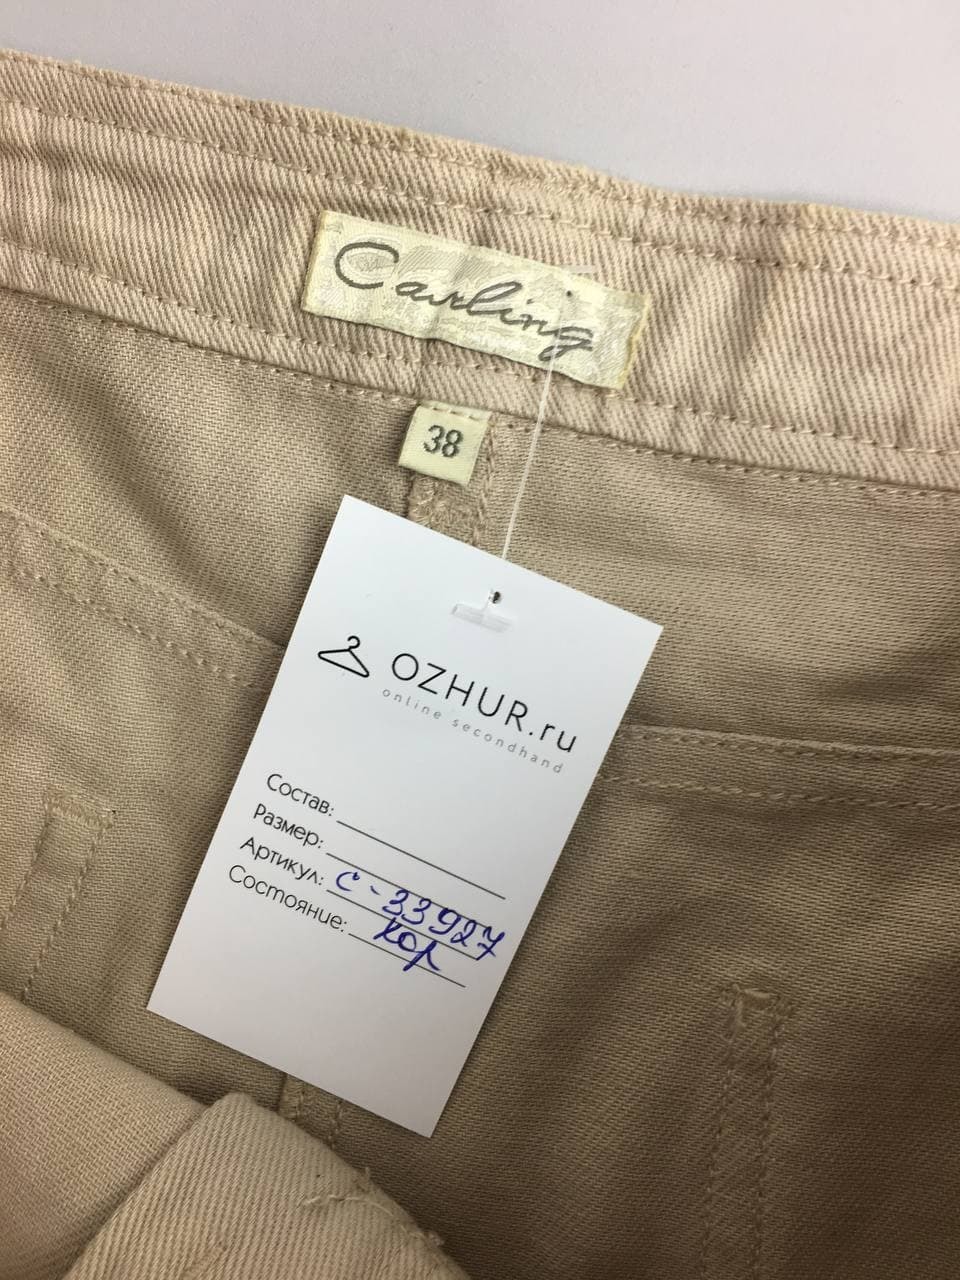 Carling
38
OZHUR.ru
online secondhand
Состав:
Размер:
Артикул: с-33927
Состояние: хор